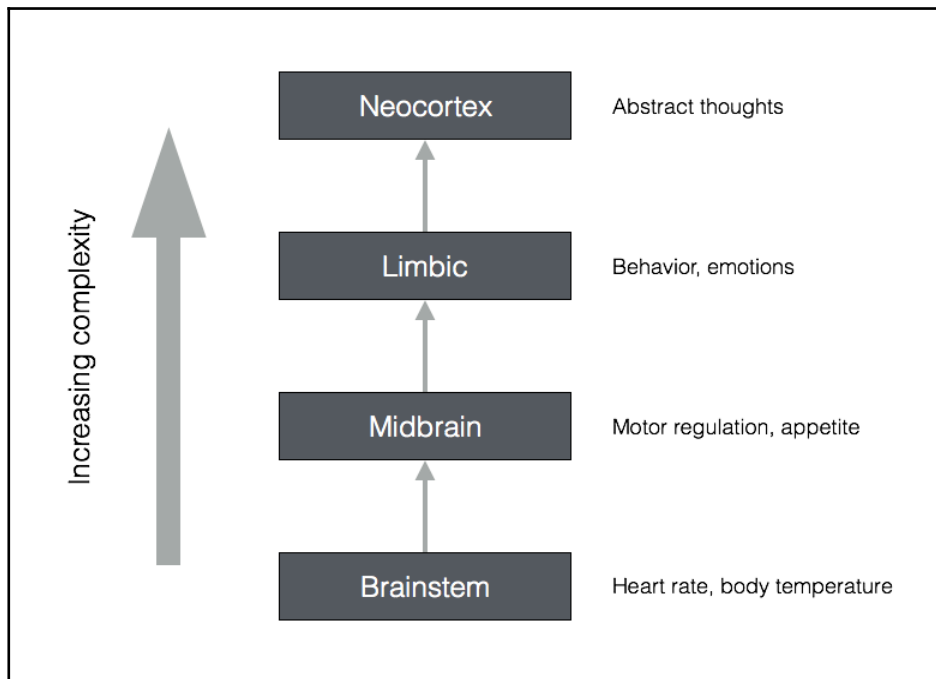 Neocortex
Abstract thoughts
Limbic
Behavior, emotions
Midbrain
Motor regulation, appetite
Brainstem
Heart rate, body temperature
Increasing complexity